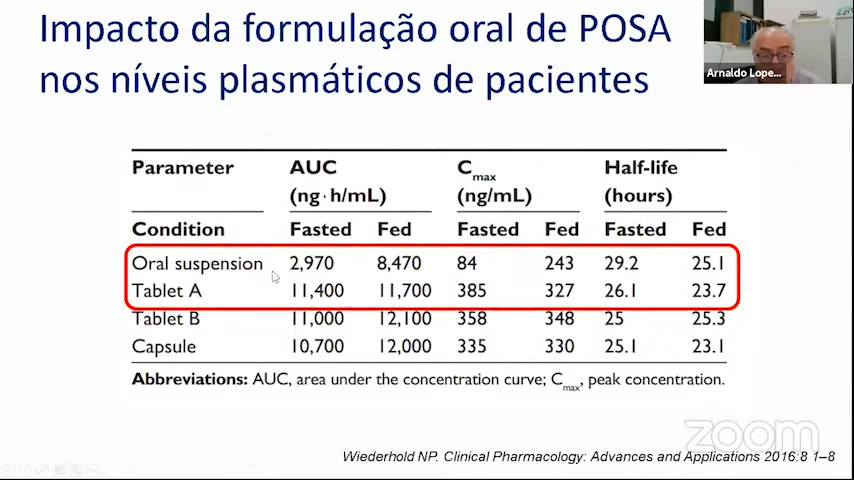 Impacto da formulação oral de POSA
nos níveis plasmáticos de pacientes
Arnaldo Lope...
Parameter AUC Cmax Half-life
(ng·h/mL) (ng/mL) (hours)
Condition Fasted Fed Fasted Fed Fasted Fed
Oral suspension 2,970 8,470 84 243 29.2 25.1
Tablet A 11,400 11,700 385 327 26.1 23.7
Tablet B 11,000 12,100 358 348 25 25.3
Capsule 10,700 12,000 335 330 25.1 23.1
Abbreviations: AUC, area under the concentration curve; Cmax, peak concentration.
zoom
Wiederhold NP. Clinical Pharmacology: Advances and Applications 2016:8 1–8